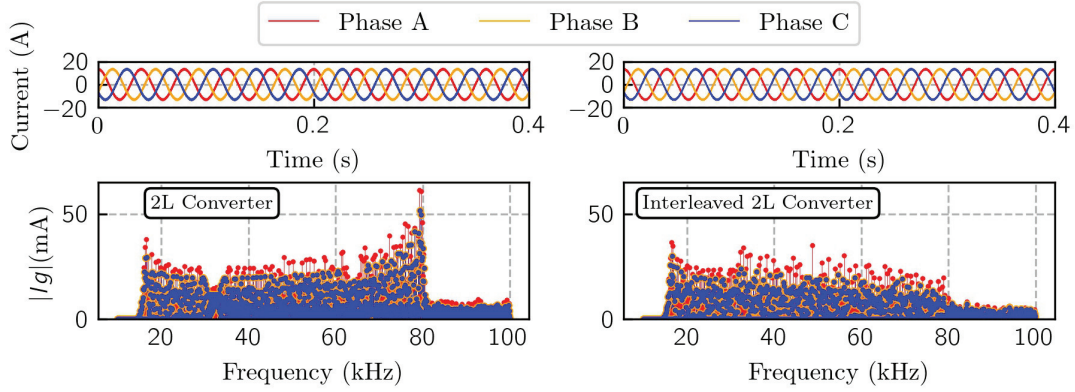 Phase A Phase B Phase C
Current (A)
20
0
−20
0 0.2 0.4
Time (s)
20
0
−20
0 0.2 0.4
Time (s)
|Ig|(mA)
50
0
2L Converter
20 40 60 80 100
Frequency (kHz)
50
0
Interleaved 2L Converter
20 40 60 80 100
Frequency (kHz)